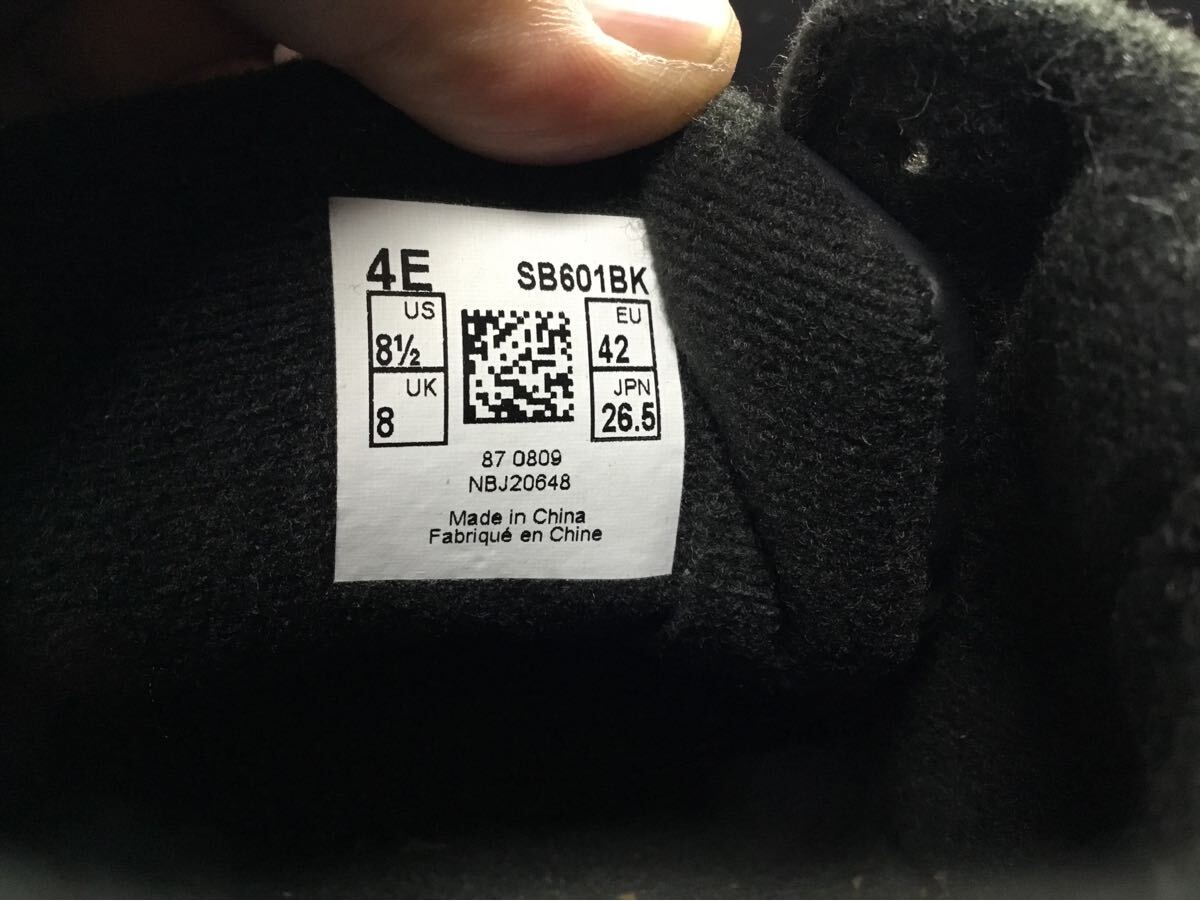 4E SB601BK
US
8½
UK
8
EU
42
JPN
26.5
87 0809
NBJ20648
Made in China
Fabriqué en Chine